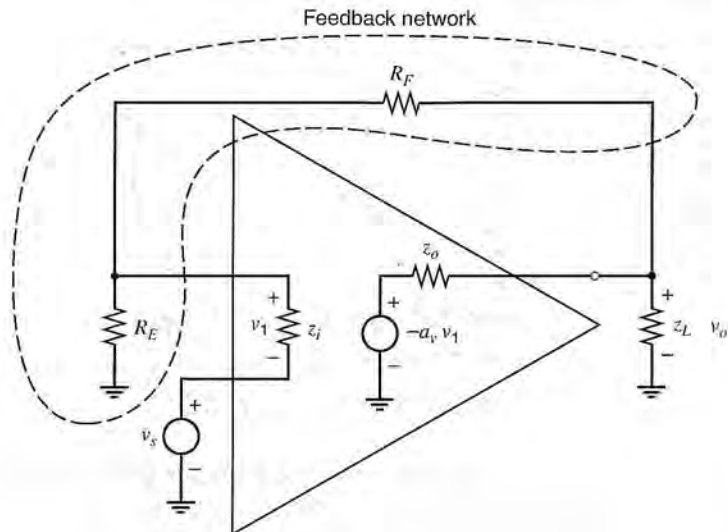 Feedback network
R_F
z_o
+
+
+
R_E
v_1
z_i
−a_v v_1
z_L
v_o
−
−
−
+
v_s
−